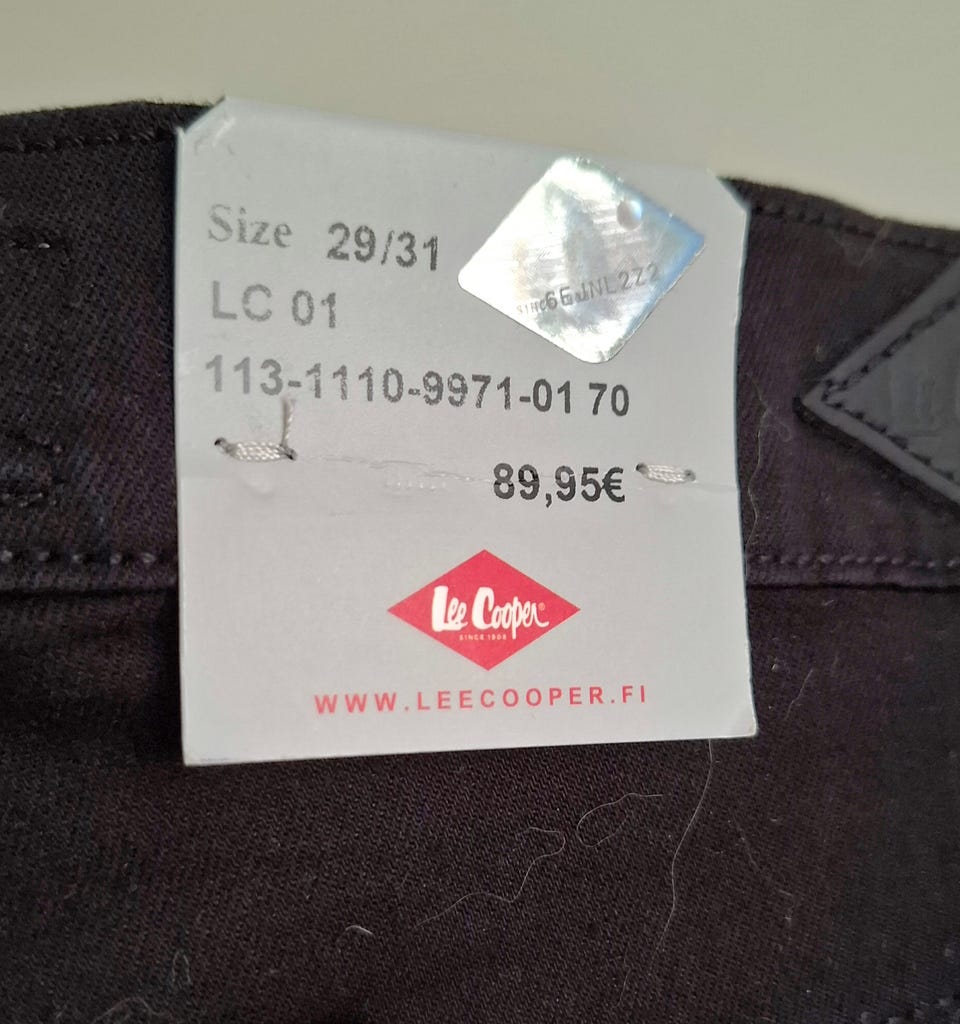 Size 29/31
LC 01
113-1110-9971-01 70
89,95€
Lee Cooper®
SINCE 1908
WWW.LEECOOPER.FI